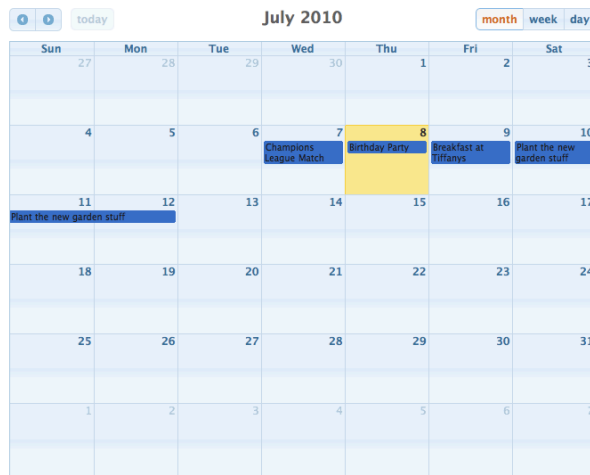 today
July 2010
month week day
Sun Mon Tue Wed Thu Fri Sat
27 28 29 30 1 2 3
4 5 6 7 8 9 10
Champions Birthday Party Breakfast at Plant the new
League Match Tiffanys garden stuff
11 12 13 14 15 16 17
Plant the new garden stuff
18 19 20 21 22 23 24
25 26 27 28 29 30 31
1 2 3 4 5 6